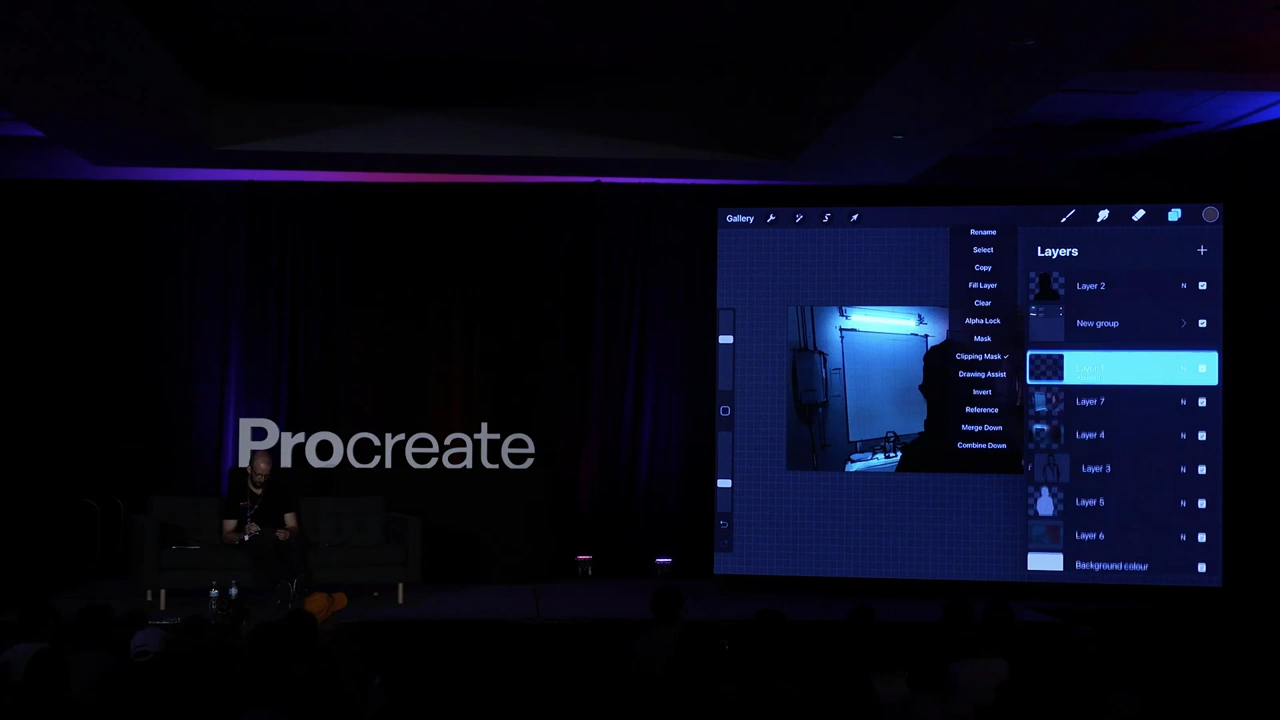 Procreate
Gallery
Rename
Select
Copy
Fill Layer
Clear
Alpha Lock
Mask
Clipping Mask ✓
Drawing Assist
Invert
Reference
Merge Down
Combine Down
Layers
Layer 2 N
New group
N
Layer 7 N
Layer 4 N
Layer 3 N
Layer 5 N
Layer 6 N
Background colour